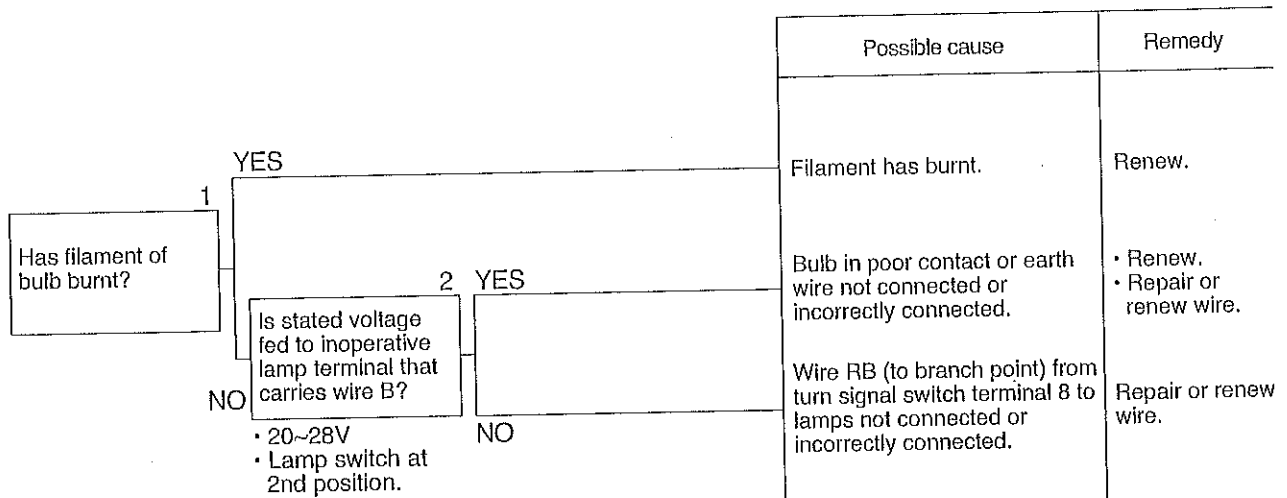 Possible cause
Remedy
YES
Filament has burnt.
Renew.
1
Has filament of
bulb burnt?
2
YES
Bulb in poor contact or earth
wire not connected or
incorrectly connected.
• Renew.
• Repair or
renew wire.
Is stated voltage
fed to inoperative
lamp terminal that
carries wire B?
NO
• 20~28V
• Lamp switch at
2nd position.
NO
Wire RB (to branch point) from
turn signal switch terminal 8 to
lamps not connected or
incorrectly connected.
Repair or renew
wire.